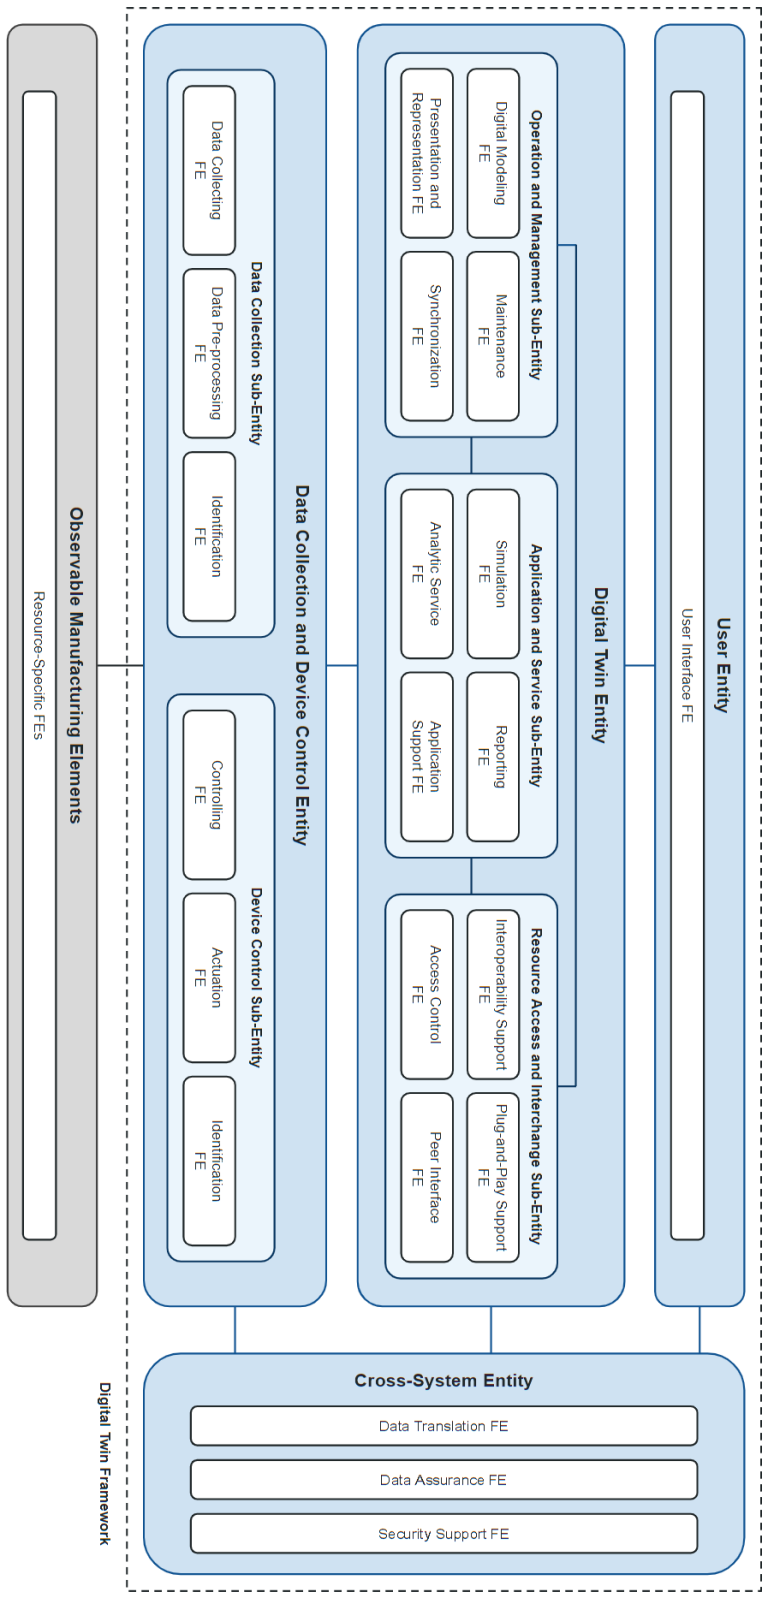 User Entity
User Interface FE
Digital Twin Entity
Operation and Management Sub-Entity
Digital Modeling
FE
Maintenance
FE
Presentation and
Representation FE
Synchronization
FE
Application and Service Sub-Entity
Simulation
FE
Reporting
FE
Analytic Service
FE
Application
Support FE
Resource Access and Interchange Sub-Entity
Interoperability Support
FE
Plug-and-Play Support
FE
Access Control
FE
Peer Interface
FE
Data Collection and Device Control Entity
Data Collection Sub-Entity
Data Collecting
FE
Data Pre-processing
FE
Identification
FE
Device Control Sub-Entity
Controlling
FE
Actuation
FE
Identification
FE
Cross-System Entity
Data Translation FE
Data Assurance FE
Security Support FE
Digital Twin Framework
Observable Manufacturing Elements
Resource-Specific FEs